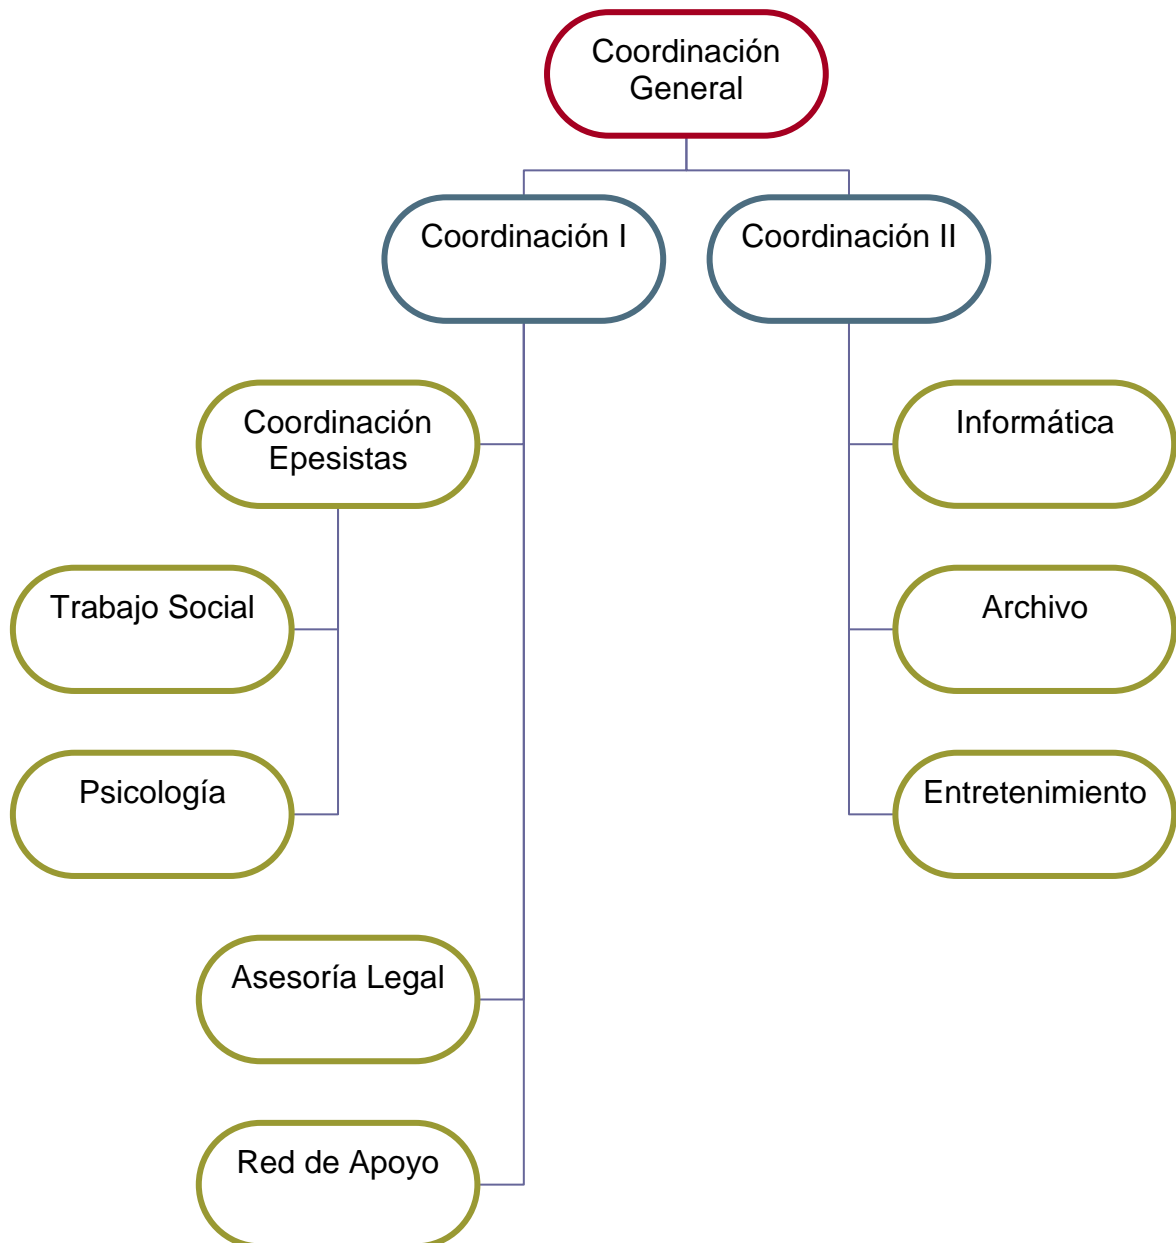 Coordinación
General
Coordinación I
Coordinación II
Coordinación
Epesistas
Informática
Trabajo Social
Archivo
Psicología
Entretenimiento
Asesoría Legal
Red de Apoyo